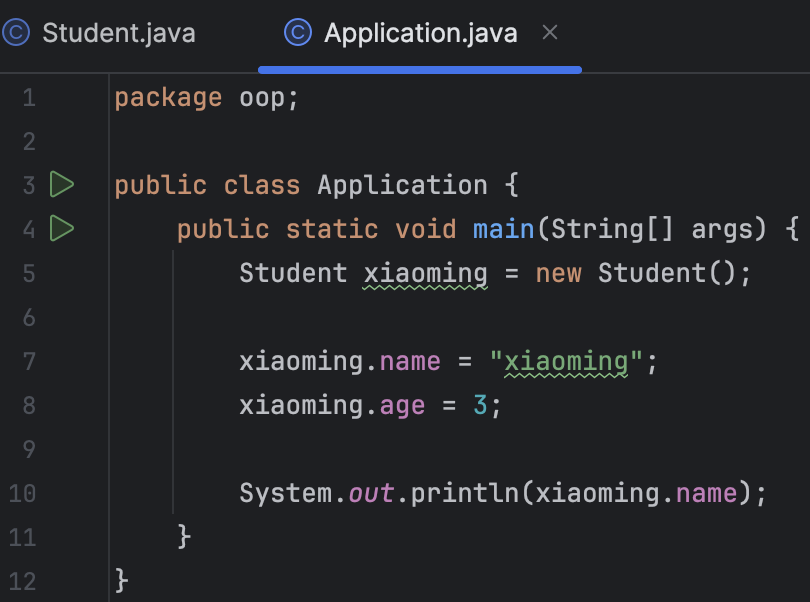 Student.java
Application.java
1 package oop;
2
3 public class Application {
4     public static void main(String[] args) {
5         Student xiaoming = new Student();
6
7         xiaoming.name = "xiaoming";
8         xiaoming.age = 3;
9
10         System.out.println(xiaoming.name);
11     }
12 }